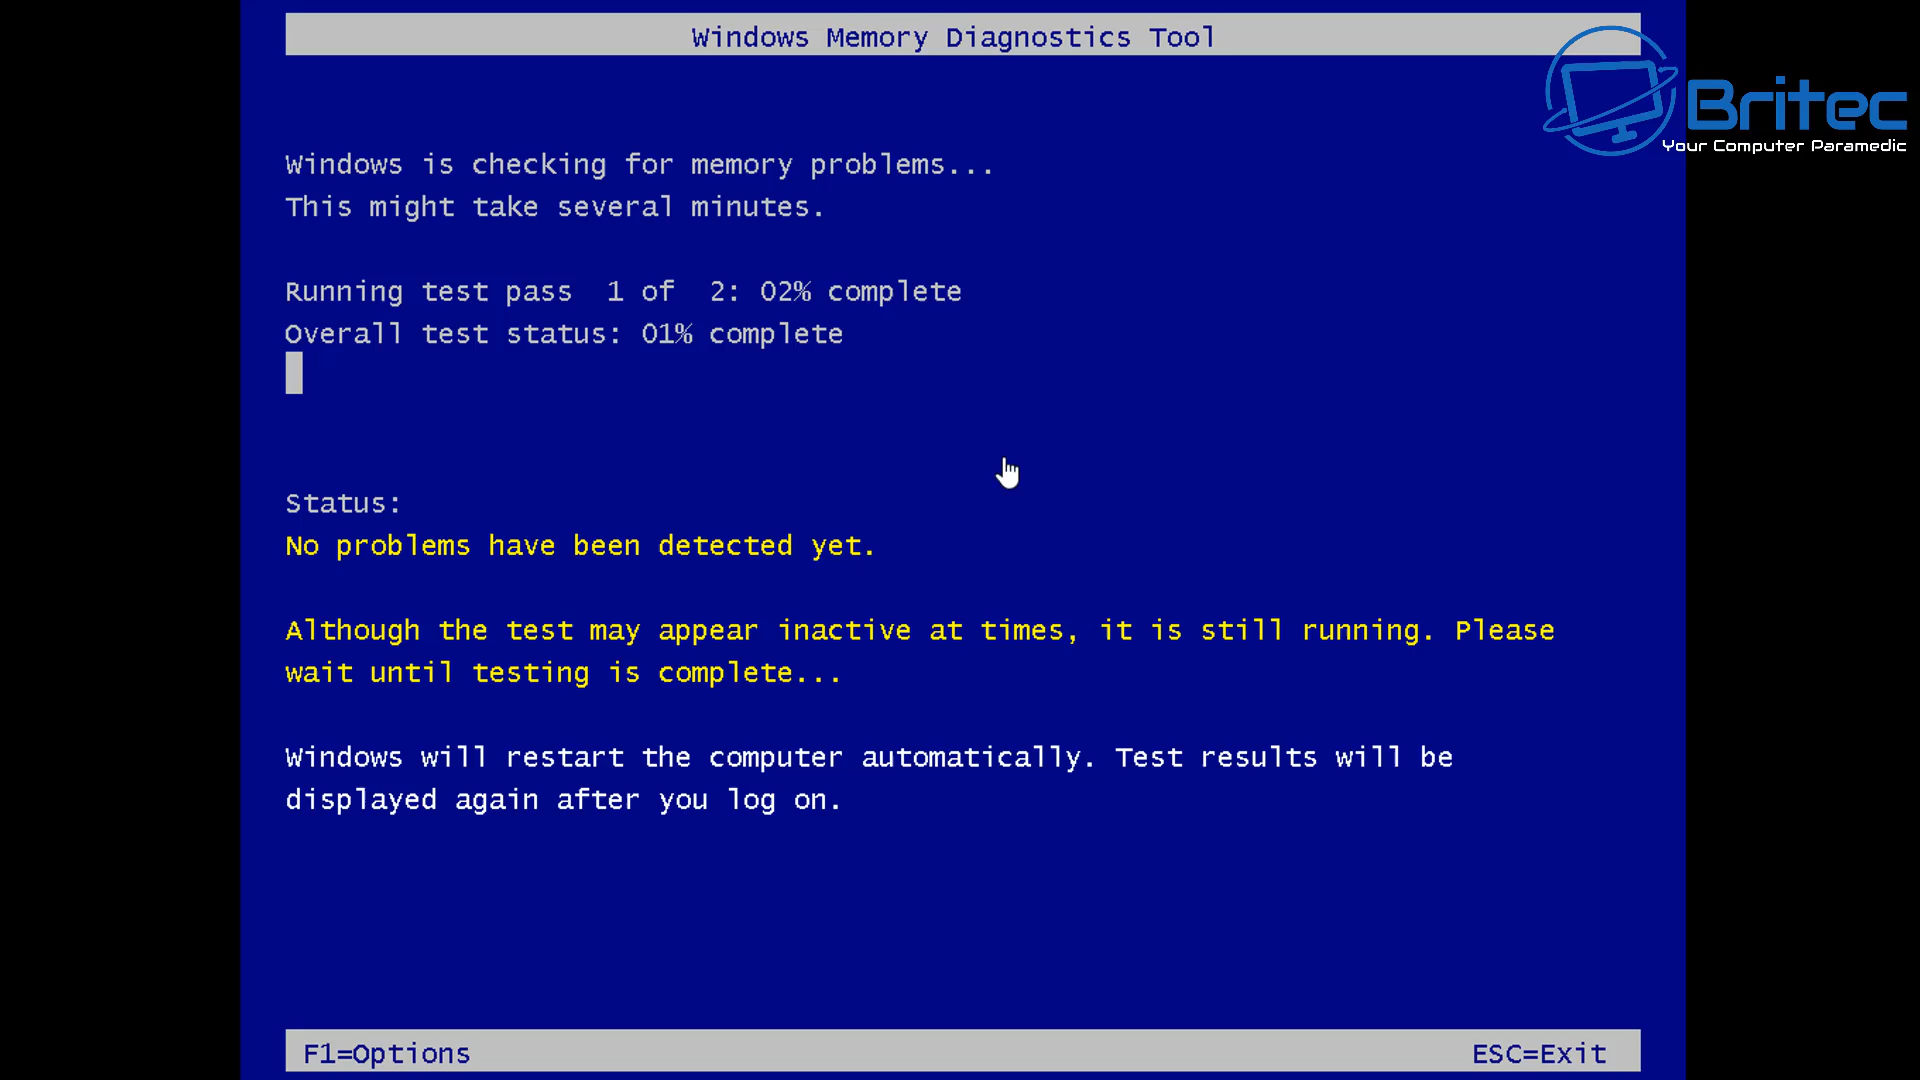 Windows Memory Diagnostics Tool
Britec
Your Computer Paramedic
Windows is checking for memory problems...
This might take several minutes.
Running test pass  1 of  2: 02% complete
Overall test status: 01% complete
Status:
No problems have been detected yet.
Although the test may appear inactive at times, it is still running. Please
wait until testing is complete...
Windows will restart the computer automatically. Test results will be
displayed again after you log on.
F1=Options
ESC=Exit